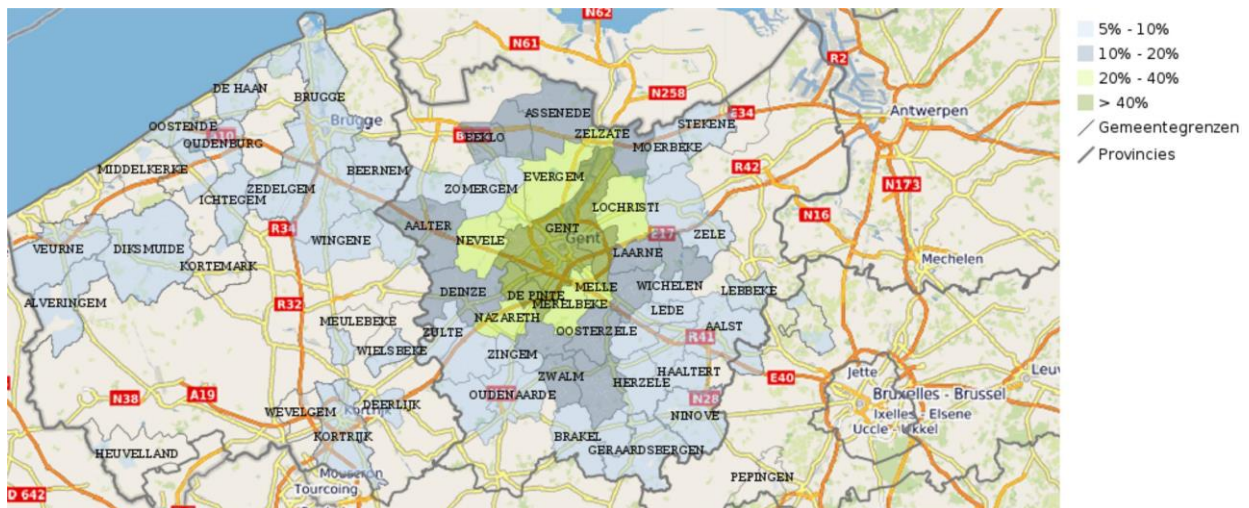 N62
N61
R2
N258
DE HAAN
BRUGGE
Brugge
OOSTENDE
A10
OUDENBURG
ASSENEDE
EEKLO
ZELZATE
E34
STEKENE
MOERBEKE
Antwerpen
MIDDELKERKE
BEERNEM
ZEDELGEM
ICHTEGEM
ZOMERGEM
EVERGEM
R42
N173
LOCHRISTI
N16
VEURNE
DIKSMUIDE
R34
WINGENE
AALTER
NEVELE
GENT
Gent
E17
ZELE
LAARNE
Mechelen
KORTEMARK
ALVERINGEM
R32
DEINZE
DE PINTE
MELLE
MERELBEKE
WICHELEN
LEBBEKE
LEDE
MEULEBEKE
ZULTE
NAZARETH
OOSTERZELE
AALST
R41
WIELSBEKE
ZINGEM
ZWALM
HAALTERT
E40
Jette
Leuv
N38
A19
OUDENAARDE
HERZELE
N28
Bruxelles - Brussel
WEVELGEM
Kortrijk
DEERLIJK
NINOVE
Ixelles - Elsene
Uccle - Ukkel
KORTRIJK
BRAKEL
GERAARDSBERGEN
HEUVELLAND
Mouscron
PEPINGEN
Tourcoing
D 642
5% - 10%
10% - 20%
20% - 40%
> 40%
Gemeentegrenzen
Provincies